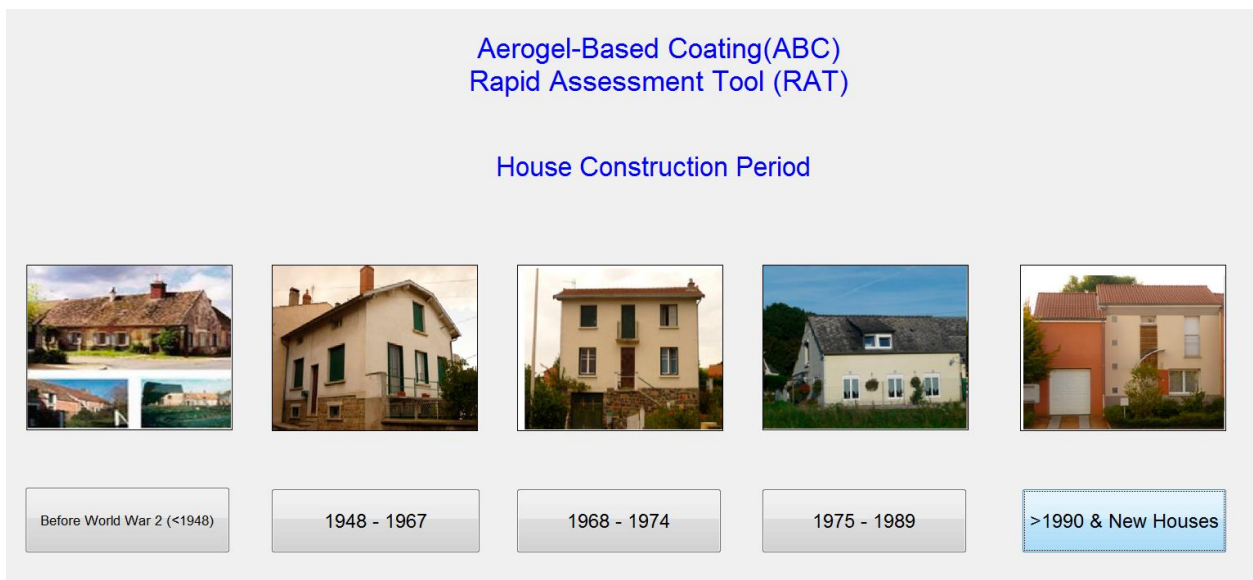 Aerogel-Based Coating(ABC)
Rapid Assessment Tool (RAT)
House Construction Period
Before World War 2 (<1948)
1948 - 1967
1968 - 1974
1975 - 1989
>1990 & New Houses